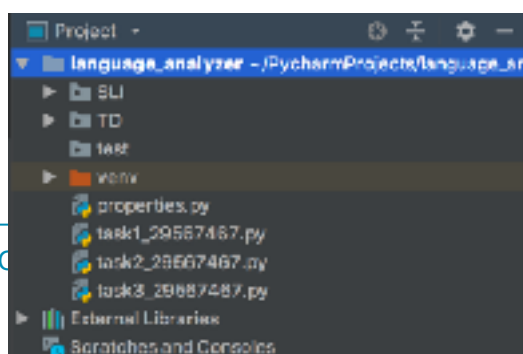 Project
language_analyzer ~/PycharmProjects/language_an
SLI
TD
test
venv
properties.py
task1_29567467.py
task2_29567467.py
task3_29567467.py
External Libraries
Scratches and Consoles